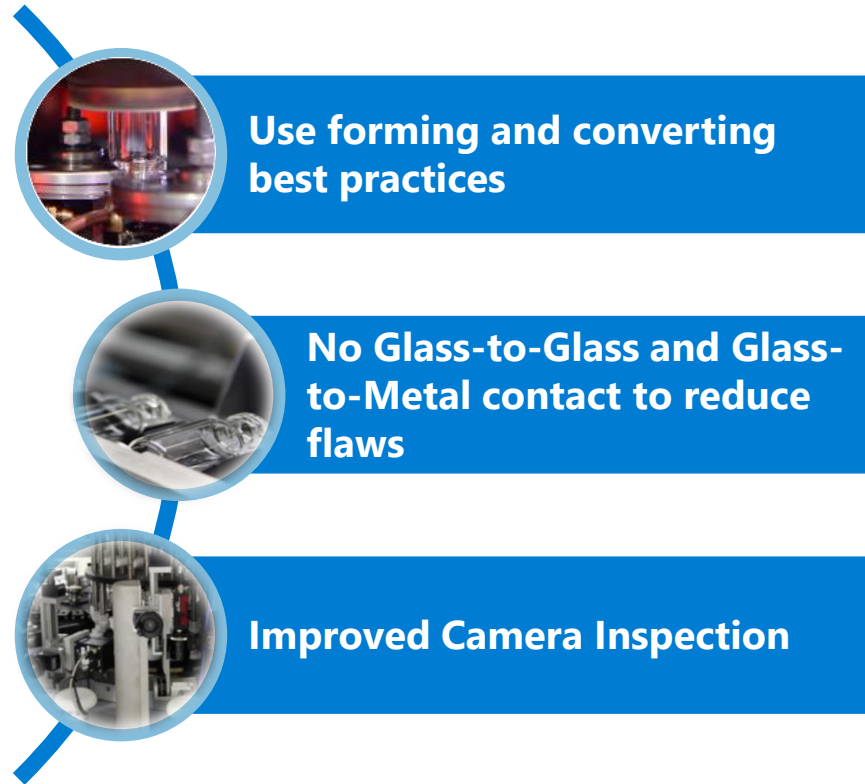 Use forming and converting
best practices
No Glass-to-Glass and Glass-
to-Metal contact to reduce
flaws
Improved Camera Inspection